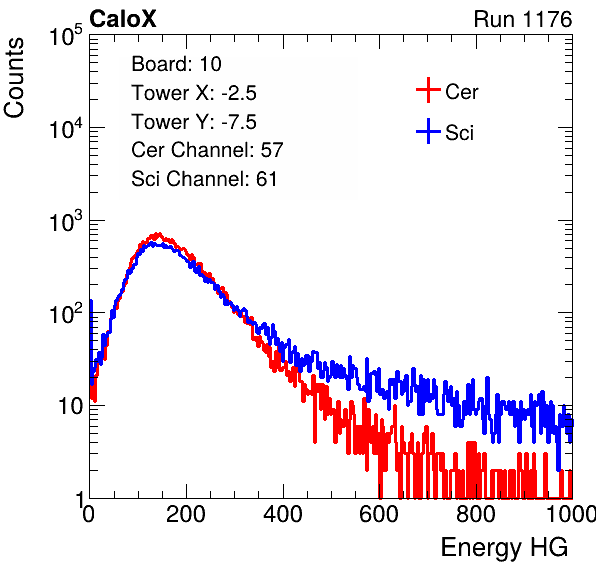 CaloX Run 1176
Counts
10^5
10^4
10^3
10^2
10
1
Board: 10
Tower X: -2.5
Tower Y: -7.5
Cer Channel: 57
Sci Channel: 61
Cer
Sci
0 200 400 600 800 1000
Energy HG